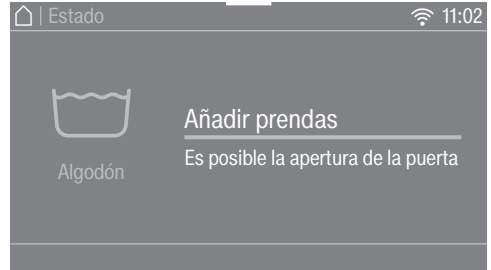 | Estado 11:02
Añadir prendas
Es posible la apertura de la puerta
Algodón